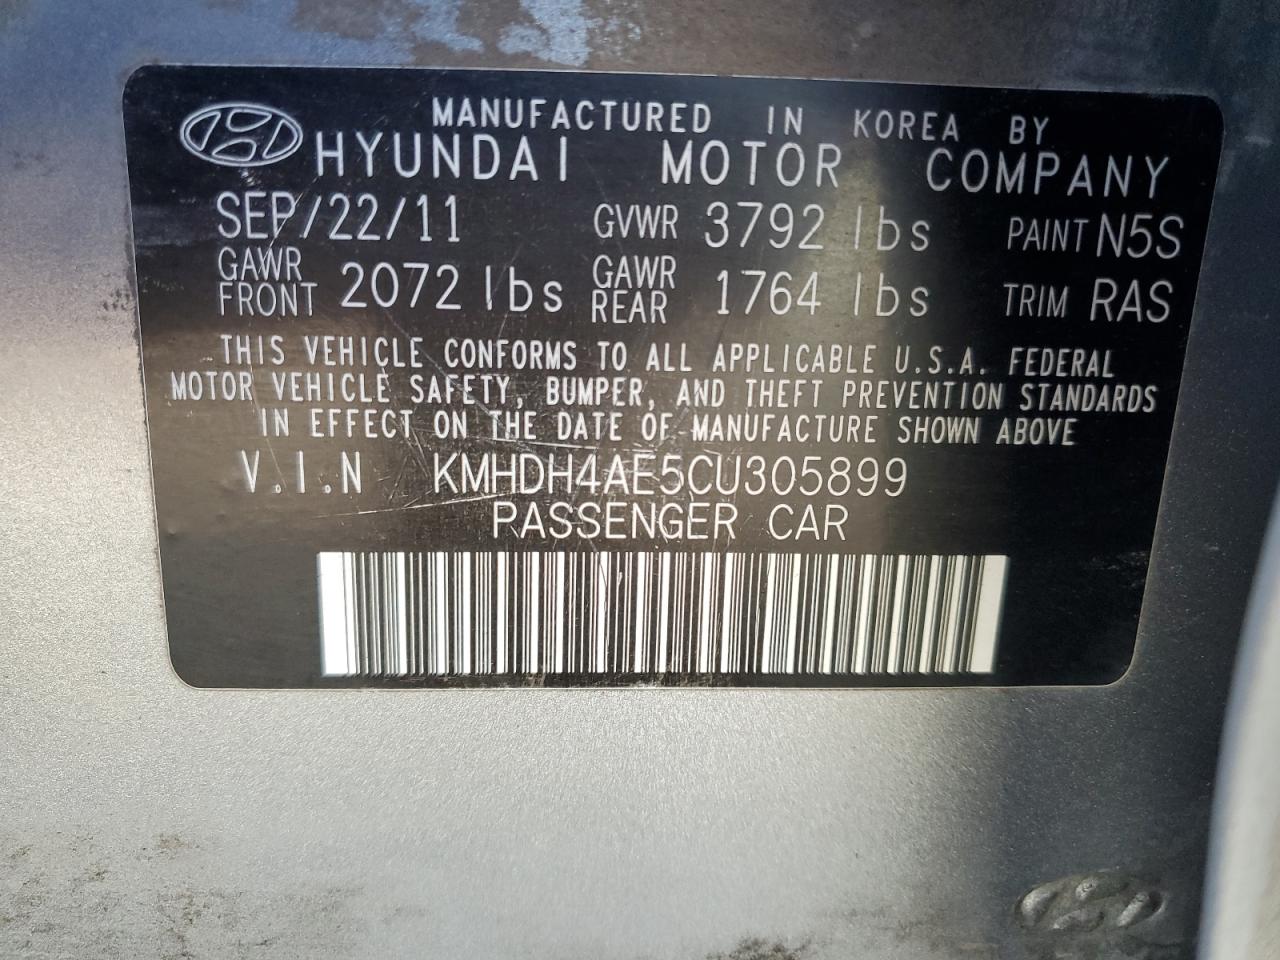 MANUFACTURED IN KOREA BY
HYUNDAI MOTOR COMPANY
SEP/22/11 GVWR 3792 lbs PAINT N5S
GAWR FRONT 2072 lbs GAWR REAR 1764 lbs TRIM RAS
THIS VEHICLE CONFORMS TO ALL APPLICABLE U.S.A. FEDERAL
MOTOR VEHICLE SAFETY, BUMPER, AND THEFT PREVENTION STANDARDS
IN EFFECT ON THE DATE OF MANUFACTURE SHOWN ABOVE
V.I.N KMHDH4AE5CU305899
PASSENGER CAR